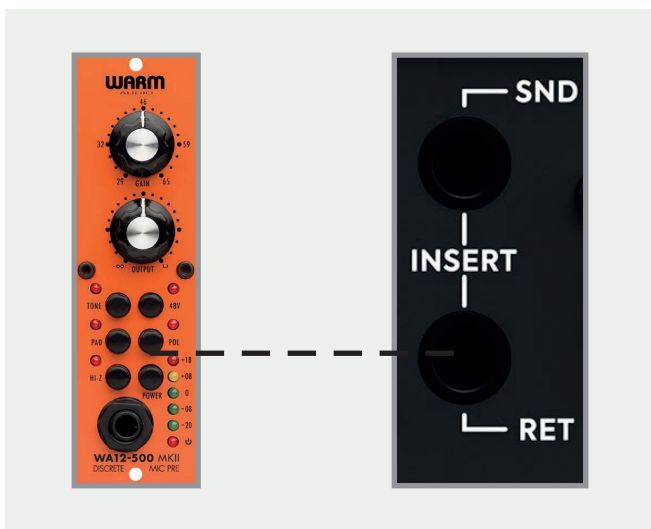 WARM
AUDIO
46
32 59
29 GAIN 65
-∞ OUTPUT U
TONE 48V
PAD POL
+18
HI-Z +08
POWER 0
-08
-20
WA12-500 MKII
DISCRETE MIC PRE
SND
INSERT
RET